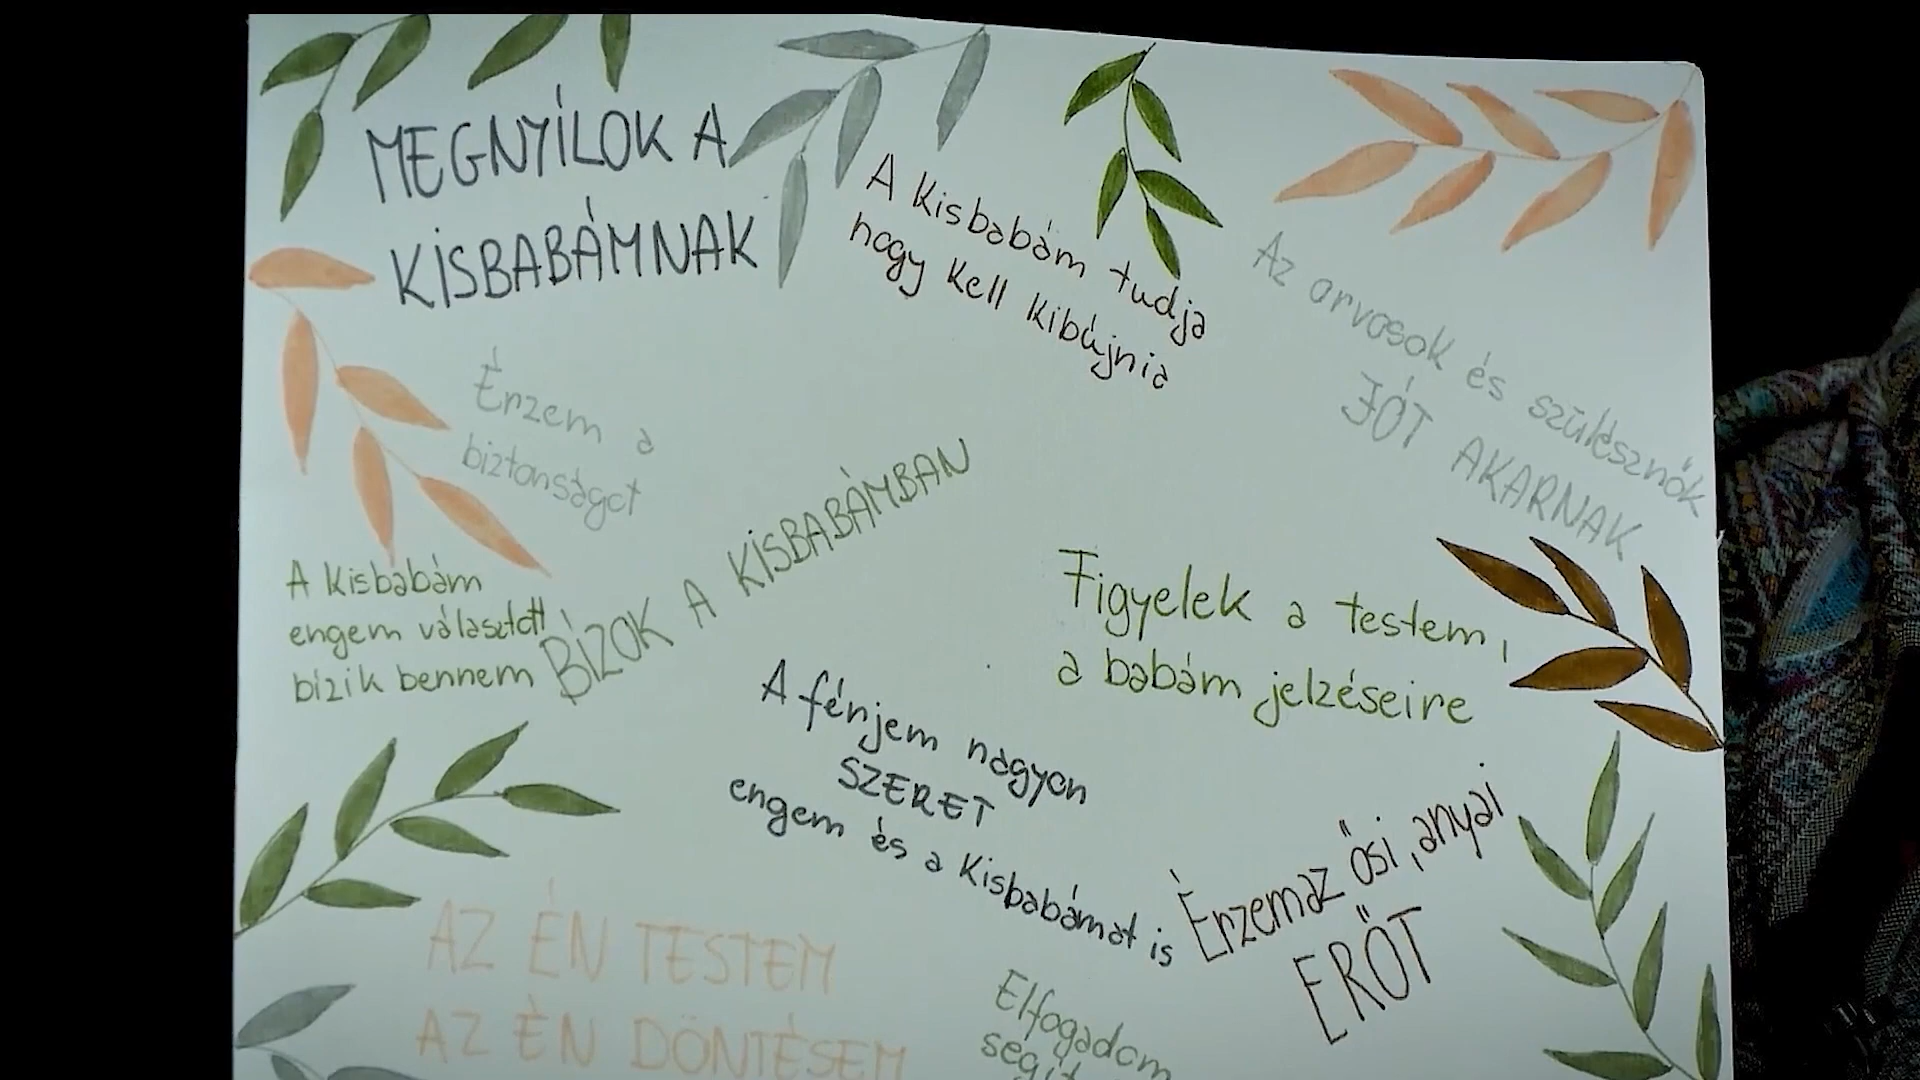 MEGNYÍLOK A
KISBABÁMNAK
A Kisbabám tudja
hogy kell kibújnia
Az orvosok és szülésznők
JÓT AKARNAK
Érzem a
biztonságot
BÍZOK A KISBABÁMBAN
A Kisbabám
engem választott
bízik bennem
Figyelek a testem,
a babám jelzéseire
A férjem nagyon
SZERET
engem és a Kisbabámat is
Érzem az ősi, anyai
ERŐT
AZ ÉN TESTEM
AZ ÉN DÖNTÉSEM
Elfogadom